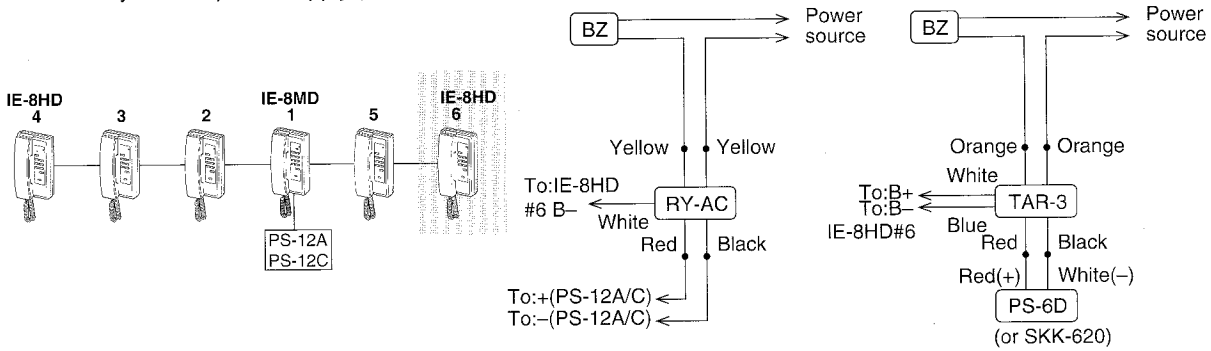 IE-8HD
4
3
2
IE-8MD
1
5
IE-8HD
6
PS-12A
PS-12C
BZ
Power
source
Yellow
Yellow
To:IE-8HD
#6 B–
White
RY-AC
Red
Black
To:+(PS-12A/C)
To:–(PS-12A/C)
BZ
Power
source
Orange
Orange
White
To:B+
To:B–
TAR-3
IE-8HD#6
Blue
Red
Black
Red(+)
White(–)
PS-6D
(or SKK-620)